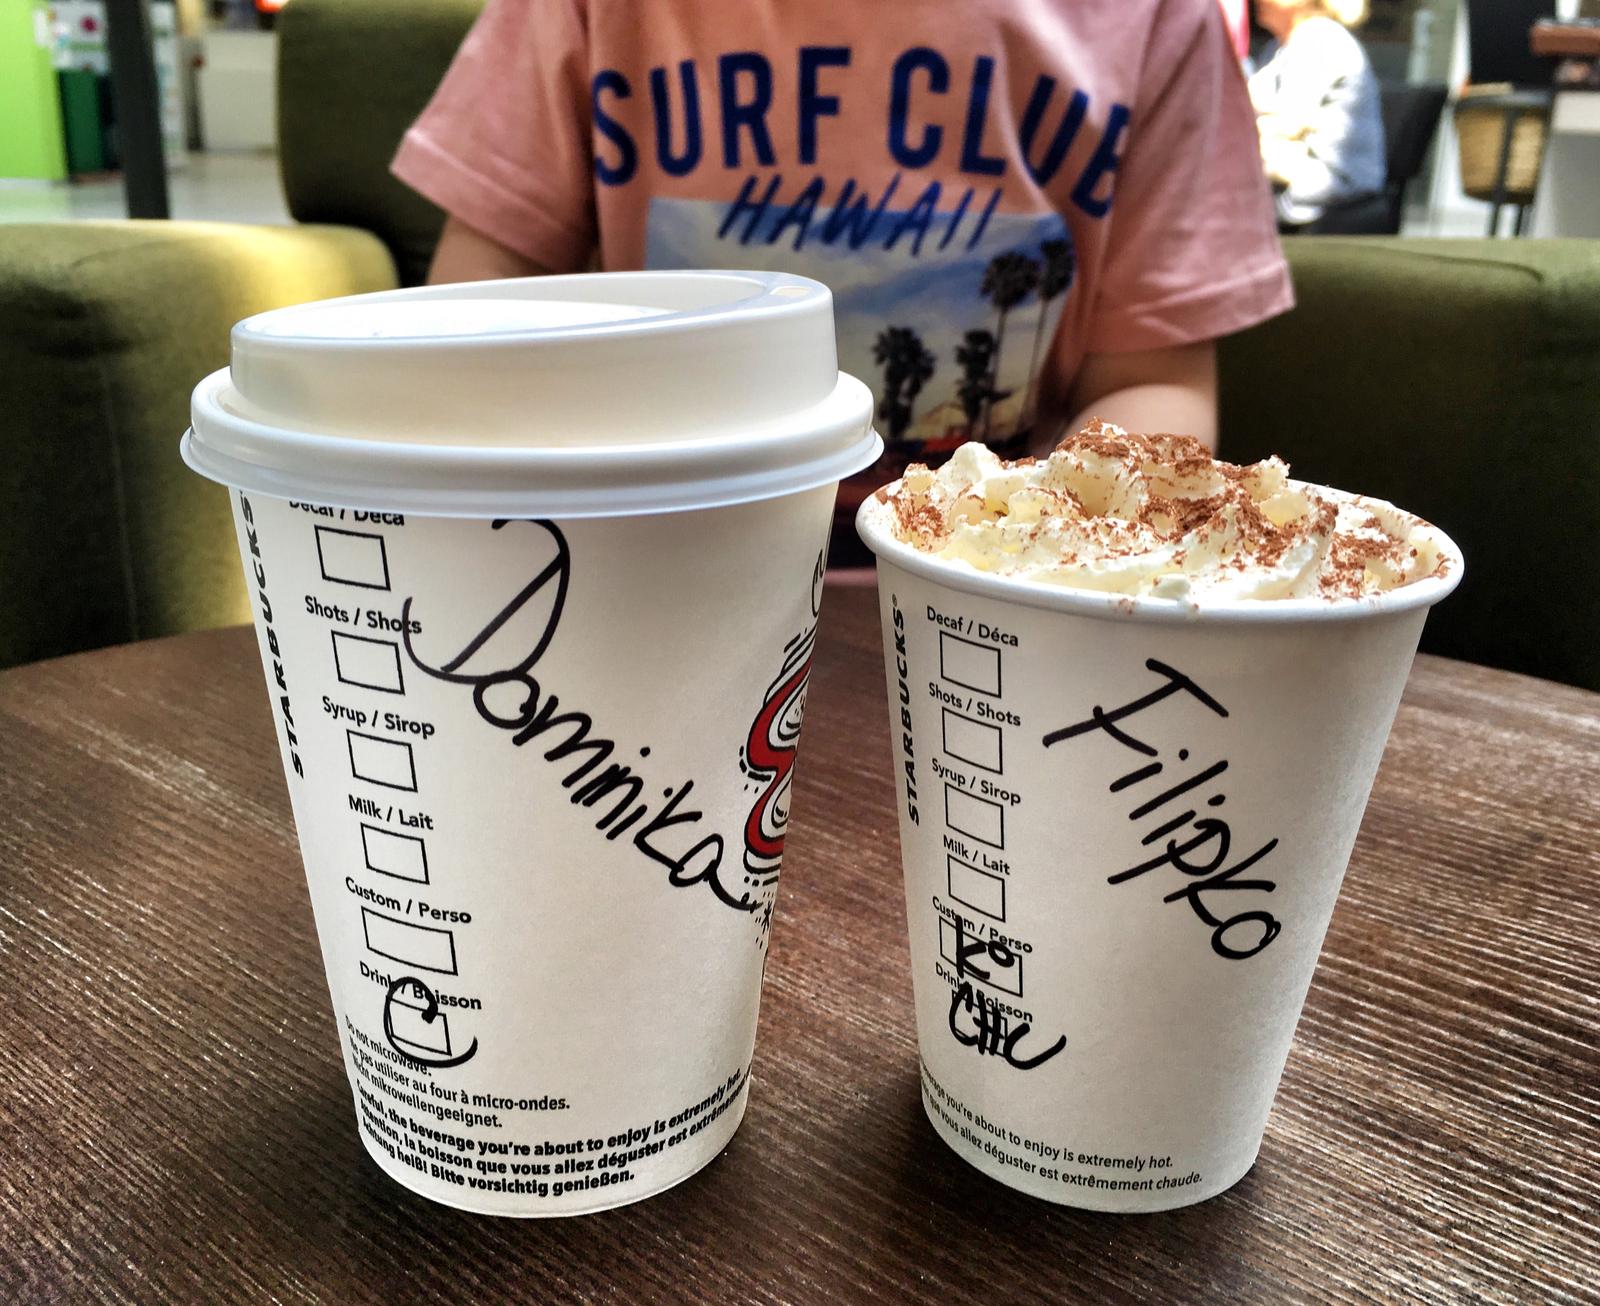 SURF CLUB
HAWAII
STARBUCKS
Decaf / Déca
Shots / Shots
Syrup / Sirop
Milk / Lait
Custom / Perso
Drink / Boisson
C
Dominika
Do not microwave.
Ne pas utiliser au four à micro-ondes.
Nicht mikrowellengeeignet.
Careful, the beverage you're about to enjoy is extremely hot.
Attention, la boisson que vous allez déguster est extrêmement
Achtung heiß! Bitte vorsichtig genießen.
STARBUCKS®
Decaf / Déca
Shots / Shots
Syrup / Sirop
Milk / Lait
Custom / Perso
Drink / Boisson
Filipko
beverage you're about to enjoy is extremely hot.
que vous allez déguster est extrêmement chaude.